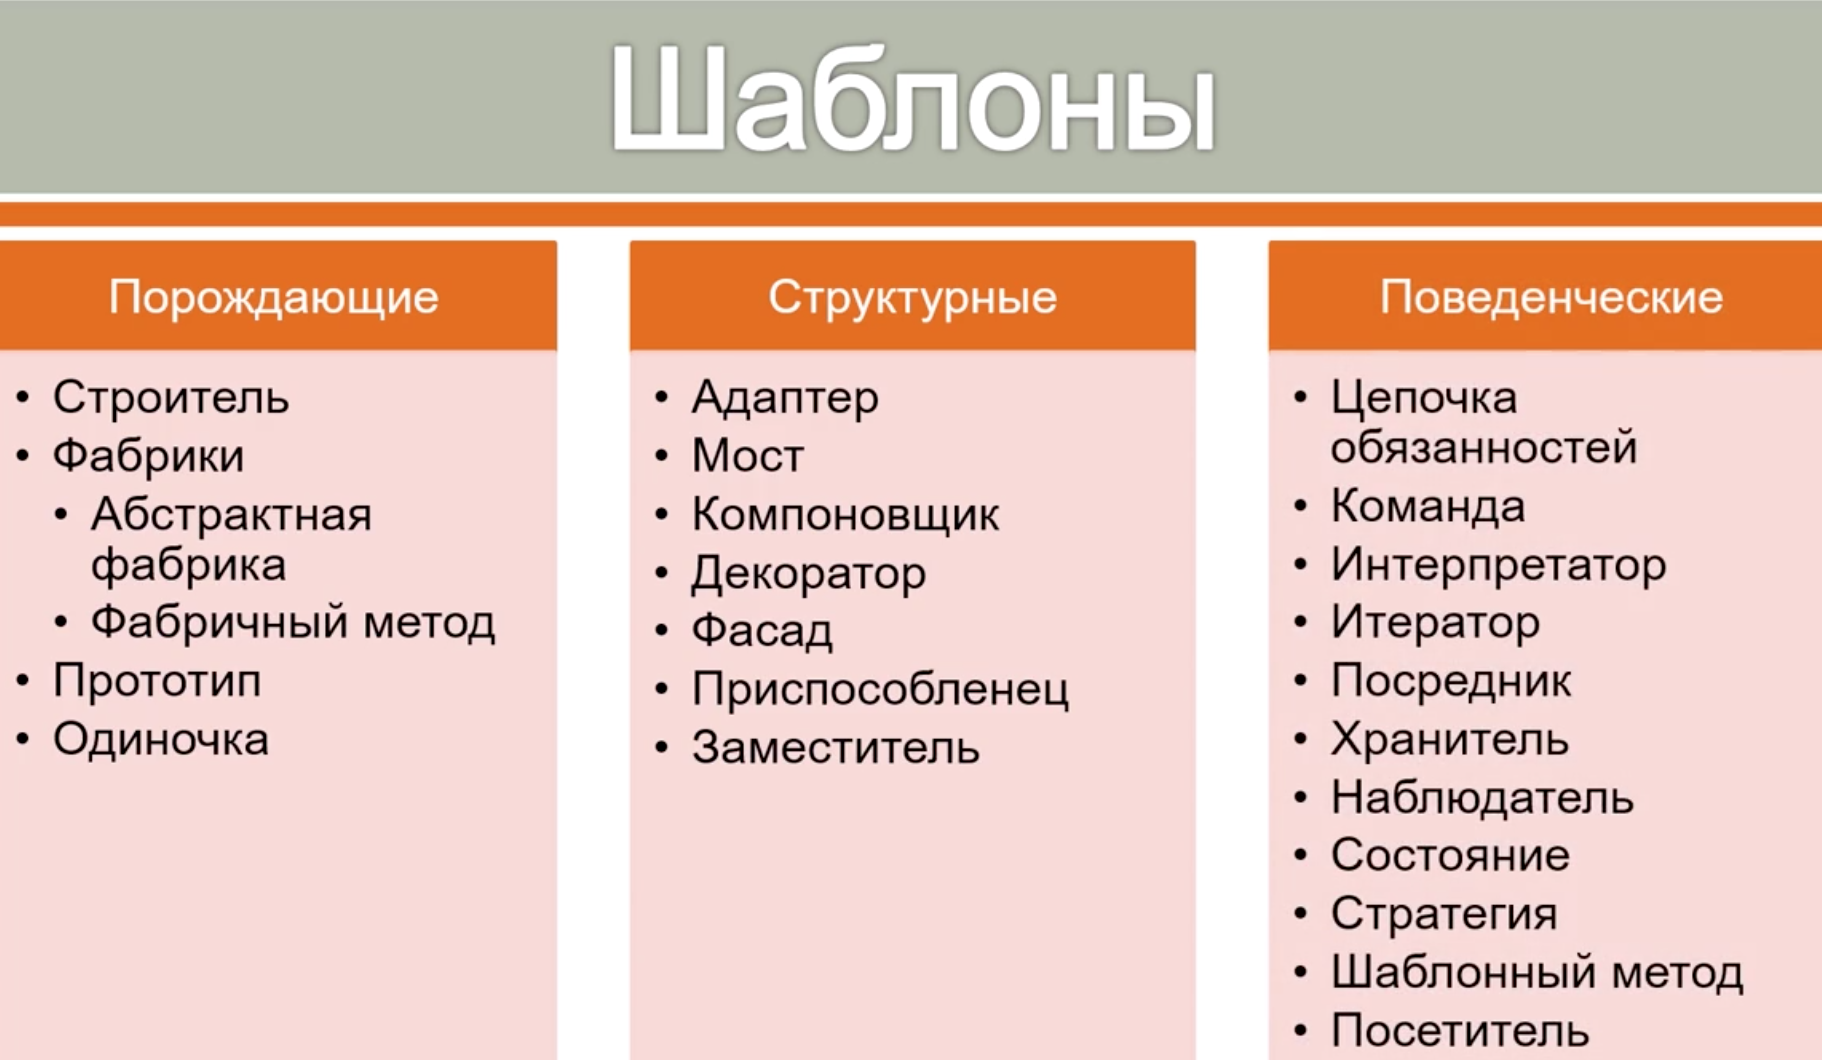 Шаблоны
Порождающие
• Строитель
• Фабрики
• Абстрактная
фабрика
• Фабричный метод
• Прототип
• Одиночка
Структурные
• Адаптер
• Мост
• Компоновщик
• Декоратор
• Фасад
• Приспособленец
• Заместитель
Поведенческие
• Цепочка
обязанностей
• Команда
• Интерпретатор
• Итератор
• Посредник
• Хранитель
• Наблюдатель
• Состояние
• Стратегия
• Шаблонный метод
• Посетитель